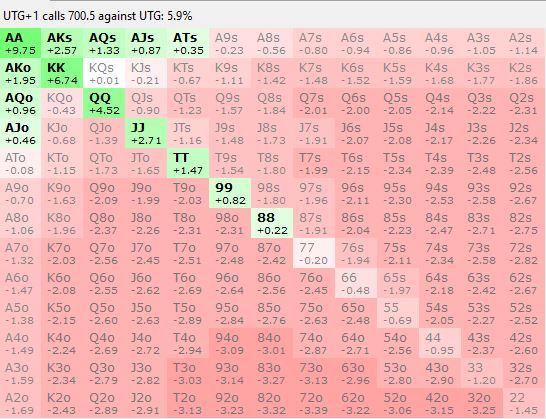 UTG+1 calls 700.5 against UTG: 5.9%
AA AKs AQs AJs ATs A9s A8s A7s A6s A5s A4s A3s A2s
+9.75 +2.57 +1.33 +0.87 +0.35 -0.23 -0.56 -0.80 -0.94 -0.86 -0.96 -1.05 -1.14
AKo KK KQs KJs KTs K9s K8s K7s K6s K5s K4s K3s K2s
+1.95 +6.74 +0.01 -0.21 -0.67 -1.11 -1.42 -1.48 -1.52 -1.59 -1.68 -1.77 -1.86
AQo KQo QQ QJs QTs Q9s Q8s Q7s Q6s Q5s Q4s Q3s Q2s
+0.96 -0.43 +4.52 -0.90 -1.23 -1.57 -1.84 -2.01 -2.00 -2.05 -2.14 -2.22 -2.31
AJo KJo QJo JJ JTs J9s J8s J7s J6s J5s J4s J3s J2s
+0.46 -0.68 -1.39 +2.71 -1.16 -1.48 -1.73 -1.91 -2.07 -2.08 -2.17 -2.26 -2.34
ATo KTo QTo JTo TT T9s T8s T7s T6s T5s T4s T3s T2s
-0.08 -1.15 -1.73 -1.65 +1.47 -1.54 -1.80 -1.99 -2.15 -2.34 -2.39 -2.48 -2.56
A9o K9o Q9o J9o T9o 99 98s 97s 96s 95s 94s 93s 92s
-0.70 -1.63 -2.09 -1.99 -2.03 +0.82 -1.80 -1.96 -2.11 -2.30 -2.53 -2.58 -2.67
A8o K8o Q8o J8o T8o 98o 88 87s 86s 85s 84s 83s 82s
-1.06 -1.96 -2.37 -2.26 -2.31 -2.31 +0.22 -1.91 -2.04 -2.23 -2.47 -2.71 -2.75
A7o K7o Q7o J7o T7o 97o 87o 77 76s 75s 74s 73s 72s
-1.32 -2.03 -2.56 -2.45 -2.51 -2.48 -2.42 -0.20 -1.94 -2.11 -2.34 -2.58 -2.82
A6o K6o Q6o J6o T6o 96o 86o 76o 66 65s 64s 63s 62s
-1.47 -2.08 -2.55 -2.62 -2.69 -2.64 -2.56 -2.45 -0.48 -1.97 -2.18 -2.42 -2.67
A5o K5o Q5o J5o T5o 95o 85o 75o 65o 55 54s 53s 52s
-1.38 -2.15 -2.60 -2.63 -2.89 -2.84 -2.76 -2.63 -2.48 -0.69 -2.05 -2.27 -2.52
A4o K4o Q4o J4o T4o 94o 84o 74o 64o 54o 44 43s 42s
-1.49 -2.24 -2.69 -2.72 -2.94 -3.09 -3.01 -2.87 -2.71 -2.56 -0.95 -2.37 -2.60
A3o K3o Q3o J3o T3o 93o 83o 73o 63o 53o 43o 33 32s
-1.59 -2.34 -2.79 -2.82 -3.03 -3.14 -3.27 -3.13 -2.96 -2.80 -2.90 -1.20 -2.70
A2o K2o Q2o J2o T2o 92o 82o 72o 62o 52o 42o 32o 22
-1.69 -2.43 -2.89 -2.91 -3.13 -3.23 -3.32 -3.39 -3.22 -3.06 -3.15 -3.25 -1.45